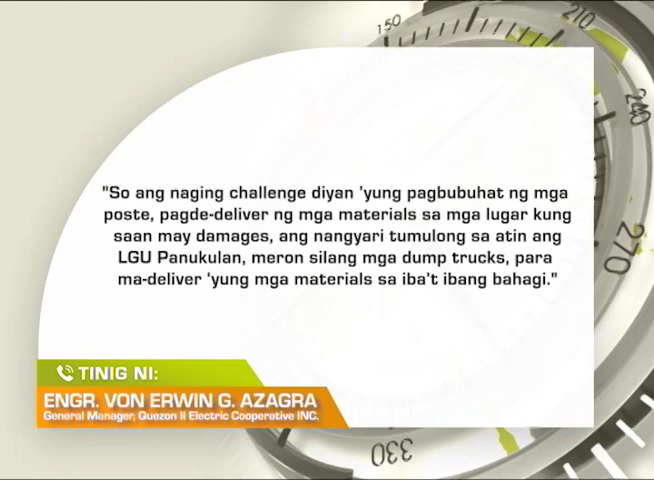 150
210
240
270
330
"So ang naging challenge diyan 'yung pagbubuhat ng mga
poste, pagde-deliver ng mga materials sa mga lugar kung
saan may damages, ang nangyari tumulong sa atin ang
LGU Panukulan, meron silang mga dump trucks, para
ma-deliver 'yung mga materials sa iba't ibang bahagi."
TINIG NI:
ENGR. VON ERWIN G. AZAGRA
General Manager, Quezon II Electric Cooperative INC.